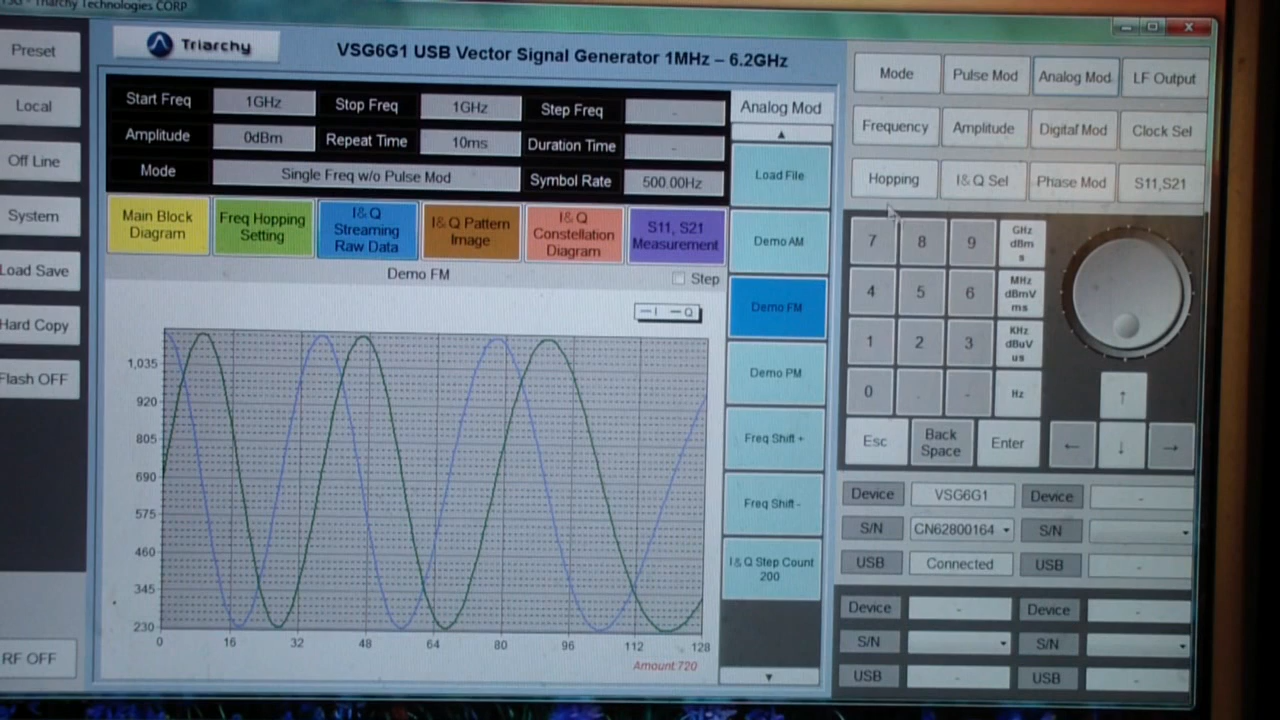 Triarchy Technologies CORP
Preset
Local
Off Line
System
Load Save
Hard Copy
Flash OFF
RF OFF
Triarchy
VSG6G1 USB Vector Signal Generator 1MHz – 6.2GHz
Start Freq 1GHz Stop Freq 1GHz Step Freq -
Amplitude 0dBm Repeat Time 10ms Duration Time -
Mode Single Freq w/o Pulse Mod Symbol Rate 500.00Hz
Main Block
Diagram
Freq Hopping
Setting
I& Q
Streaming
Raw Data
I& Q Pattern
Image
I& Q
Constellation
Diagram
S11, S21
Measurement
Demo FM
Step
I Q
1,035
920
805
690
575
460
345
230
0 16 32 48 64 80 96 112 128
Amount 720
Analog Mod
▲
Load File
Demo AM
Demo FM
Demo PM
Freq Shift +
Freq Shift -
I& Q Step Count
200
▼
Mode Pulse Mod Analog Mod LF Output
Frequency Amplitude Digital Mod Clock Sel
Hopping I& Q Sel Phase Mod S11,S21
7 8 9
GHz
dBm
s
4 5 6
MHz
dBmV
ms
1 2 3
KHz
dBuV
us
0 . - Hz
Esc
Back
Space
Enter
↑
← ↓ →
Device VSG6G1 Device -
S/N CN62800164 S/N
USB Connected USB -
Device - Device -
S/N S/N
USB - USB -